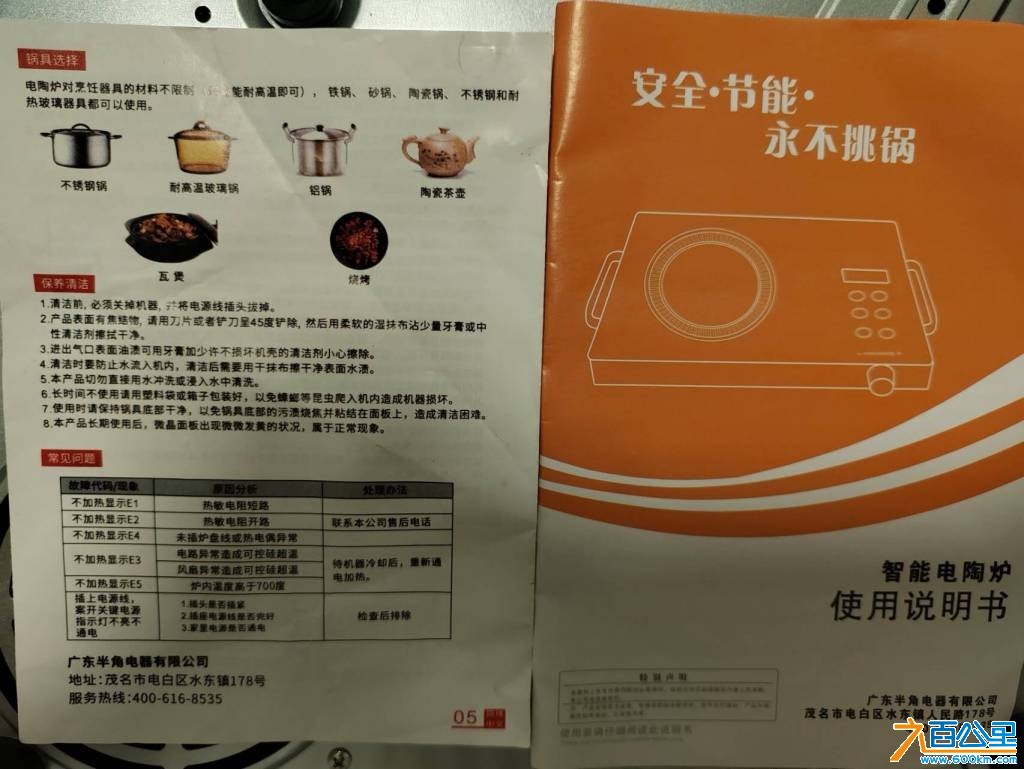 锅具选择
电陶炉对烹饪器具的材料不限制 能耐高温即可），铁锅、砂锅、陶瓷锅、不锈钢和耐
热玻璃器具都可以使用。
不锈钢锅
耐高温玻璃锅
铝锅
陶瓷茶壶
瓦煲
烧烤
保养清洁
1.清洁前，必须关掉机器，并将电源线插头拔掉。
2.产品表面有焦结物，请用刀片或者铲刀呈45度铲除，然后用柔软的湿抹布沾少量牙膏或中
性清洁剂擦拭干净。
3.进出气口表面油渍可用牙膏加少许不损坏机壳的清洁剂小心擦除。
4.清洁时要防止水流入机内，清洁后需要用干抹布擦干净表面水渍。
5.本产品切勿直接用水冲洗或浸入水中清洗。
6.长时间不使用请用塑料袋或箱子包装好，以免蟑螂等昆虫爬入机内造成机器损坏。
7.使用时请保持锅具底部干净，以免锅具底部的污渍烧焦并粘结在面板上，造成清洁困难。
8.本产品长期使用后，微晶面板出现微微发黄的状况，属于正常现象。
常见问题
故障代码/现象 原因分析 处理办法
不加热显示E1 热敏电阻短路
不加热显示E2 热敏电阻开路 联系本公司售后电话
不加热显示E4 未插炉盘线或热电偶异常
不加热显示E3 电路异常造成可控硅超温
风扇异常造成可控硅超温
待机器冷却后，重新通
电加热。
不加热显示E5 炉内温度高于700度
插上电源线，
案开关键电源
指示灯不亮不
通电
1.插头是否插紧
2.插座电源线是否完好
3.家里电源是否通电
检查后排除
广东半角电器有限公司
地址:茂名市电白区水东镇178号
服务热线:400-616-8535
05
安全·节能·
永不挑锅
智能电陶炉
使用说明书
特别声明
使用前请仔细阅读此说明书
广东半角电器有限公司
茂名市电白区水东镇人民路178号
九百公里
www.600km.com